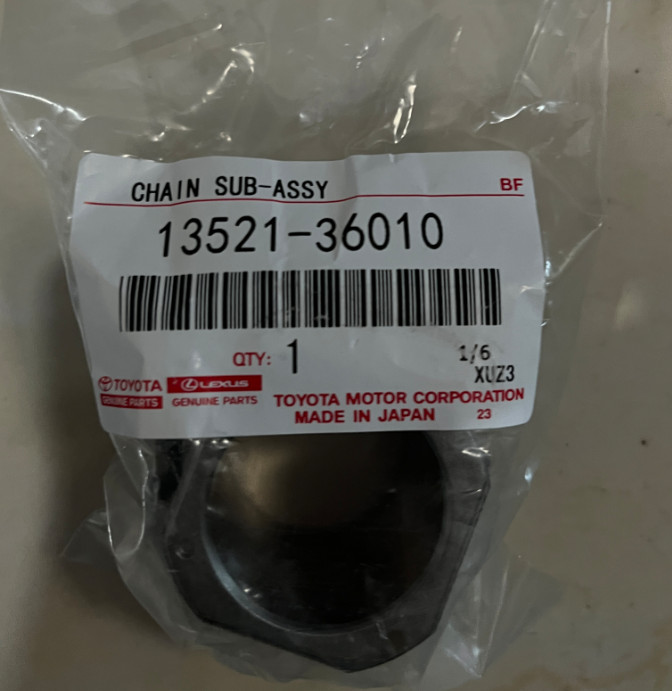 CHAIN SUB-ASSY BF
13521-36010
QTY: 1
1/6
XUZ3
TOYOTA LEXUS
GENUINE PARTS GENUINE PARTS
TOYOTA MOTOR CORPORATION
MADE IN JAPAN 23